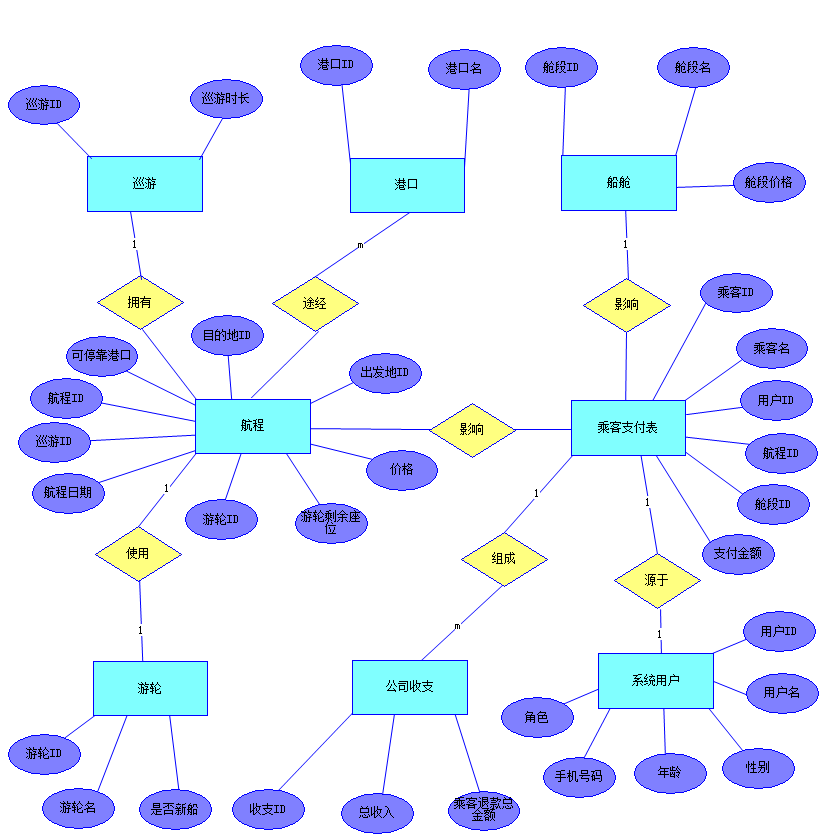 港口ID
港口名
舱段ID
舱段名
巡游ID
巡游时长
巡游
港口
船舱
舱段价格
1
m
1
拥有
途经
影响
乘客ID
目的地ID
可停靠港口
乘客名
出发地ID
航程ID
用户ID
航程
影响
乘客支付表
巡游ID
航程ID
价格
航程日期
1
1
1
舱段ID
游轮ID
游轮剩余座
位
使用
组成
支付金额
源于
1
m
1
用户ID
游轮
公司收支
系统用户
用户名
角色
游轮ID
手机号码
年龄
性别
游轮名
是否新船
收支ID
总收入
乘客退款总
金额